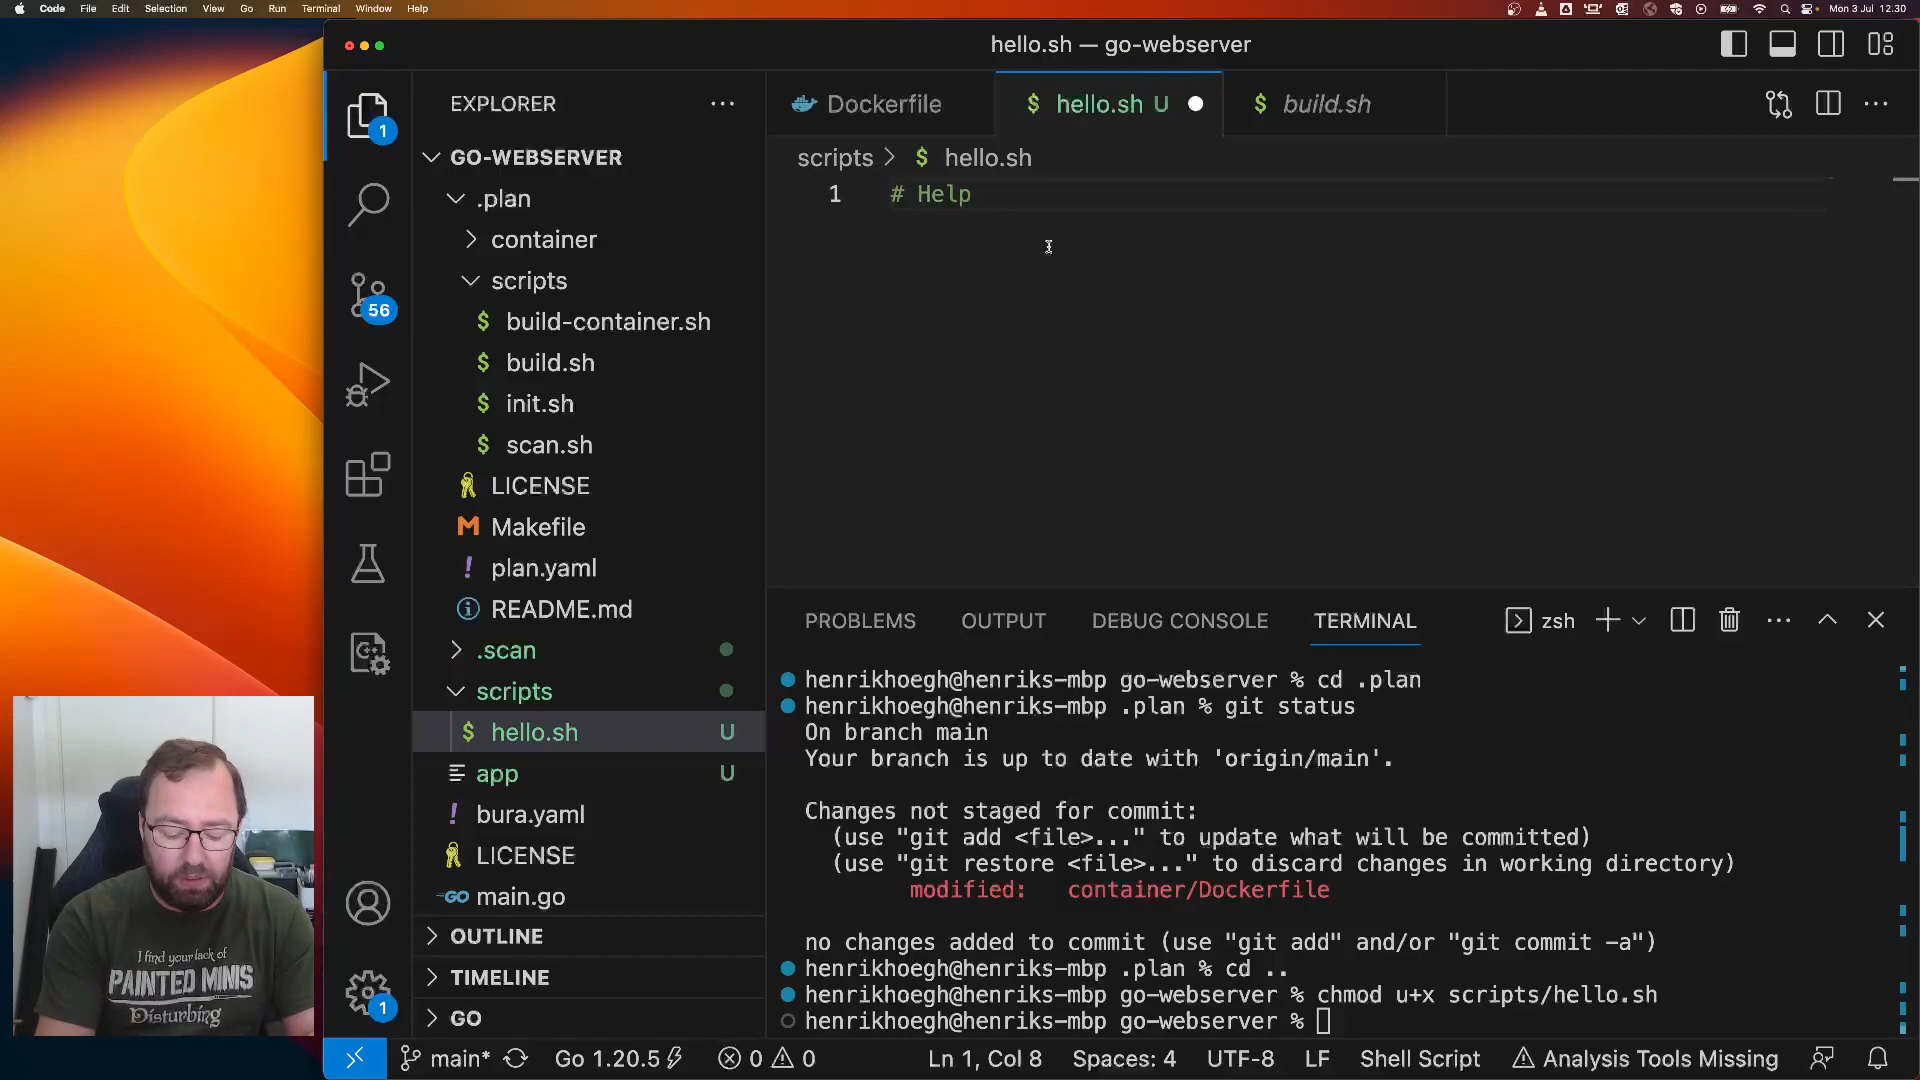 Code File Edit Selection View Go Run Terminal Window Help
Mon 3 Jul 12.30
hello.sh — go-webserver
1
EXPLORER
Dockerfile
$ hello.sh U
$ build.sh
GO-WEBSERVER
scripts > $ hello.sh
1 # Help
.plan
container
scripts
56
$ build-container.sh
$ build.sh
$ init.sh
$ scan.sh
LICENSE
M Makefile
! plan.yaml
README.md
.scan
scripts
$ hello.sh U
app U
! bura.yaml
LICENSE
GO main.go
OUTLINE
TIMELINE
GO
1
PROBLEMS OUTPUT DEBUG CONSOLE TERMINAL
zsh
henrikhoegh@henriks-mbp go-webserver % cd .plan
henrikhoegh@henriks-mbp .plan % git status
On branch main
Your branch is up to date with 'origin/main'.
Changes not staged for commit:
(use "git add <file>..." to update what will be committed)
(use "git restore <file>..." to discard changes in working directory)
modified: container/Dockerfile
no changes added to commit (use "git add" and/or "git commit -a")
henrikhoegh@henriks-mbp .plan % cd ..
henrikhoegh@henriks-mbp go-webserver % chmod u+x scripts/hello.sh
henrikhoegh@henriks-mbp go-webserver %
I find your lack of
PAINTED MINIS
Disturbing
main* Go 1.20.5 0 0 Ln 1, Col 8 Spaces: 4 UTF-8 LF Shell Script Analysis Tools Missing